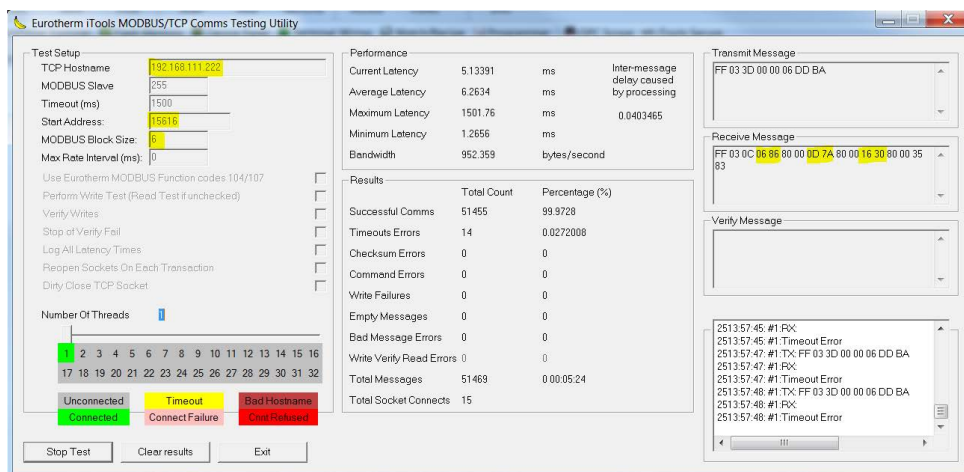 Eurotherm iTools MODBUS/TCP Comms Testing Utility
Test Setup
TCP Hostname 192.168.111.222
MODBUS Slave 255
Timeout (ms) 1500
Start Address: 15616
MODBUS Block Size: 6
Max Rate Interval (ms): 0
Use Eurotherm MODBUS Function codes 104/107
Perform Write Test (Read Test if unchecked)
Verify Writes
Stop of Verify Fail
Log All Latency Times
Reopen Sockets On Each Transaction
Dirty Close TCP Socket
Number Of Threads 1
1 2 3 4 5 6 7 8 9 10 11 12 13 14 15 16
17 18 19 20 21 22 23 24 25 26 27 28 29 30 31 32
Unconnected Timeout Bad Hostname
Connected Connect Failure Cnnt Refused
Stop Test Clear results Exit
Performance
Current Latency 5.13391 ms
Average Latency 6.2634 ms
Maximum Latency 1501.76 ms
Minimum Latency 1.2656 ms
Bandwidth 952.359 bytes/second
Inter-message
delay caused
by processing
0.0403465
Results
Total Count Percentage (%)
Successful Comms 51455 99.9728
Timeouts Errors 14 0.0272008
Checksum Errors 0 0
Command Errors 0 0
Write Failures 0 0
Empty Messages 0 0
Bad Message Errors 0 0
Write Verify Read Errors 0 0
Total Messages 51469 0 00:05:24
Total Socket Connects 15
Transmit Message
FF 03 3D 00 00 06 DD BA
Receive Message
FF 03 0C 06 86 80 00 0D 7A 80 00 16 30 80 00 35
83
Verify Message
2513:57:45: #1:RX:
2513:57:45: #1:Timeout Error
2513:57:47: #1:TX: FF 03 3D 00 00 06 DD BA
2513:57:47: #1:RX:
2513:57:47: #1:Timeout Error
2513:57:48: #1:TX: FF 03 3D 00 00 06 DD BA
2513:57:48: #1:RX:
2513:57:48: #1:Timeout Error